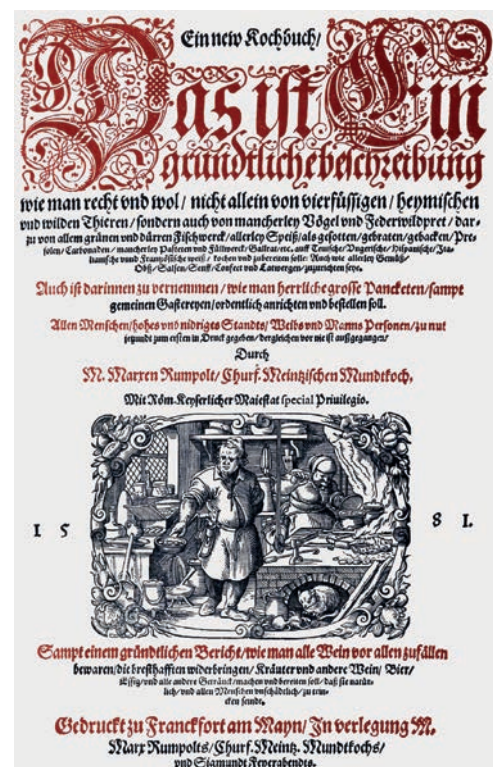 Ein new Kochbuch/
Das ist Ein
gründtliche beschreibung
wie man recht vnd wol/ nicht allein von vierfüssigen/ heymischen
vnd wilden Thieren/ sondern auch von mancherley Vögel vnd Federwildpret/ dar-
zu von allem grünen vnd dürren Fischwerck/ allerley Speiß/ als gesotten/ gebraten/ gebacken/ Pre-
solen/ Carbonaden/ mancherley Pasteten vnd Füllwerck/ Gallrat/ etc. auff Teutsche/ Vngerische/ Hispanische/ Ita-
lianische vnnd Frantzösische weiß/ kochen vnd zubereiten solle: Auch wie allerley Gemüß/
Obß/ Salsen/ Senff/ Confect vnd Latwergen/ zuzurichten seye.
Auch ist darinnen zu vernemmen/ wie man herrliche grosse Pancketen/ sampt
gemeinen Gastereyen/ ordentlich anrichten vnd bestellen soll.
Allen Menschen/ hohes vnd nidriges Standts/ Weibs vnd Manns Personen/ zu nutz
jetzundt zum ersten in Druck gegeben/ dergleichen vor nie ist außgegangen/
Durch
M. Marxen Rumpolt/ Churf. Meintzischen Mundtkoch.
Mit Röm. Keyserlicher Maiestat special Priuilegio.
1 5 8 1.
Sampt einem gründtlichen Bericht/ wie man alle Wein vor allen zufällen
bewaren/ die bresthafften widerbringen/ Kräuter vnd andere Wein/ Bier/
Essig/ vnd alle andere Getränck/ machen vnd bereiten soll/ daß sie natür-
lich/ vnd allen Menschen vnschädtlich/ zu trin-
cken seindt.
Gedruckt zu Franckfort am Mayn/ In verlegung M.
Marx Rumpolts/ Churf. Meintz. Mundtkochs/
vnd Sigmundt Feyerabendts.